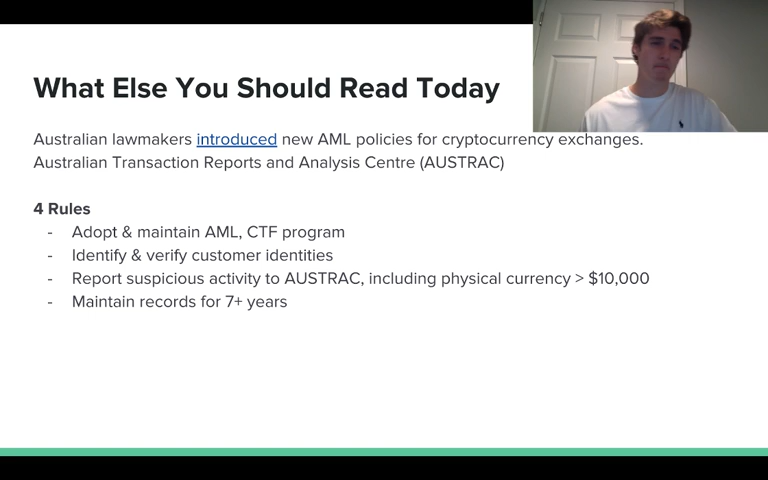 What Else You Should Read Today
Australian lawmakers introduced new AML policies for cryptocurrency exchanges.
Australian Transaction Reports and Analysis Centre (AUSTRAC)
4 Rules
- Adopt & maintain AML, CTF program
- Identify & verify customer identities
- Report suspicious activity to AUSTRAC, including physical currency > $10,000
- Maintain records for 7+ years